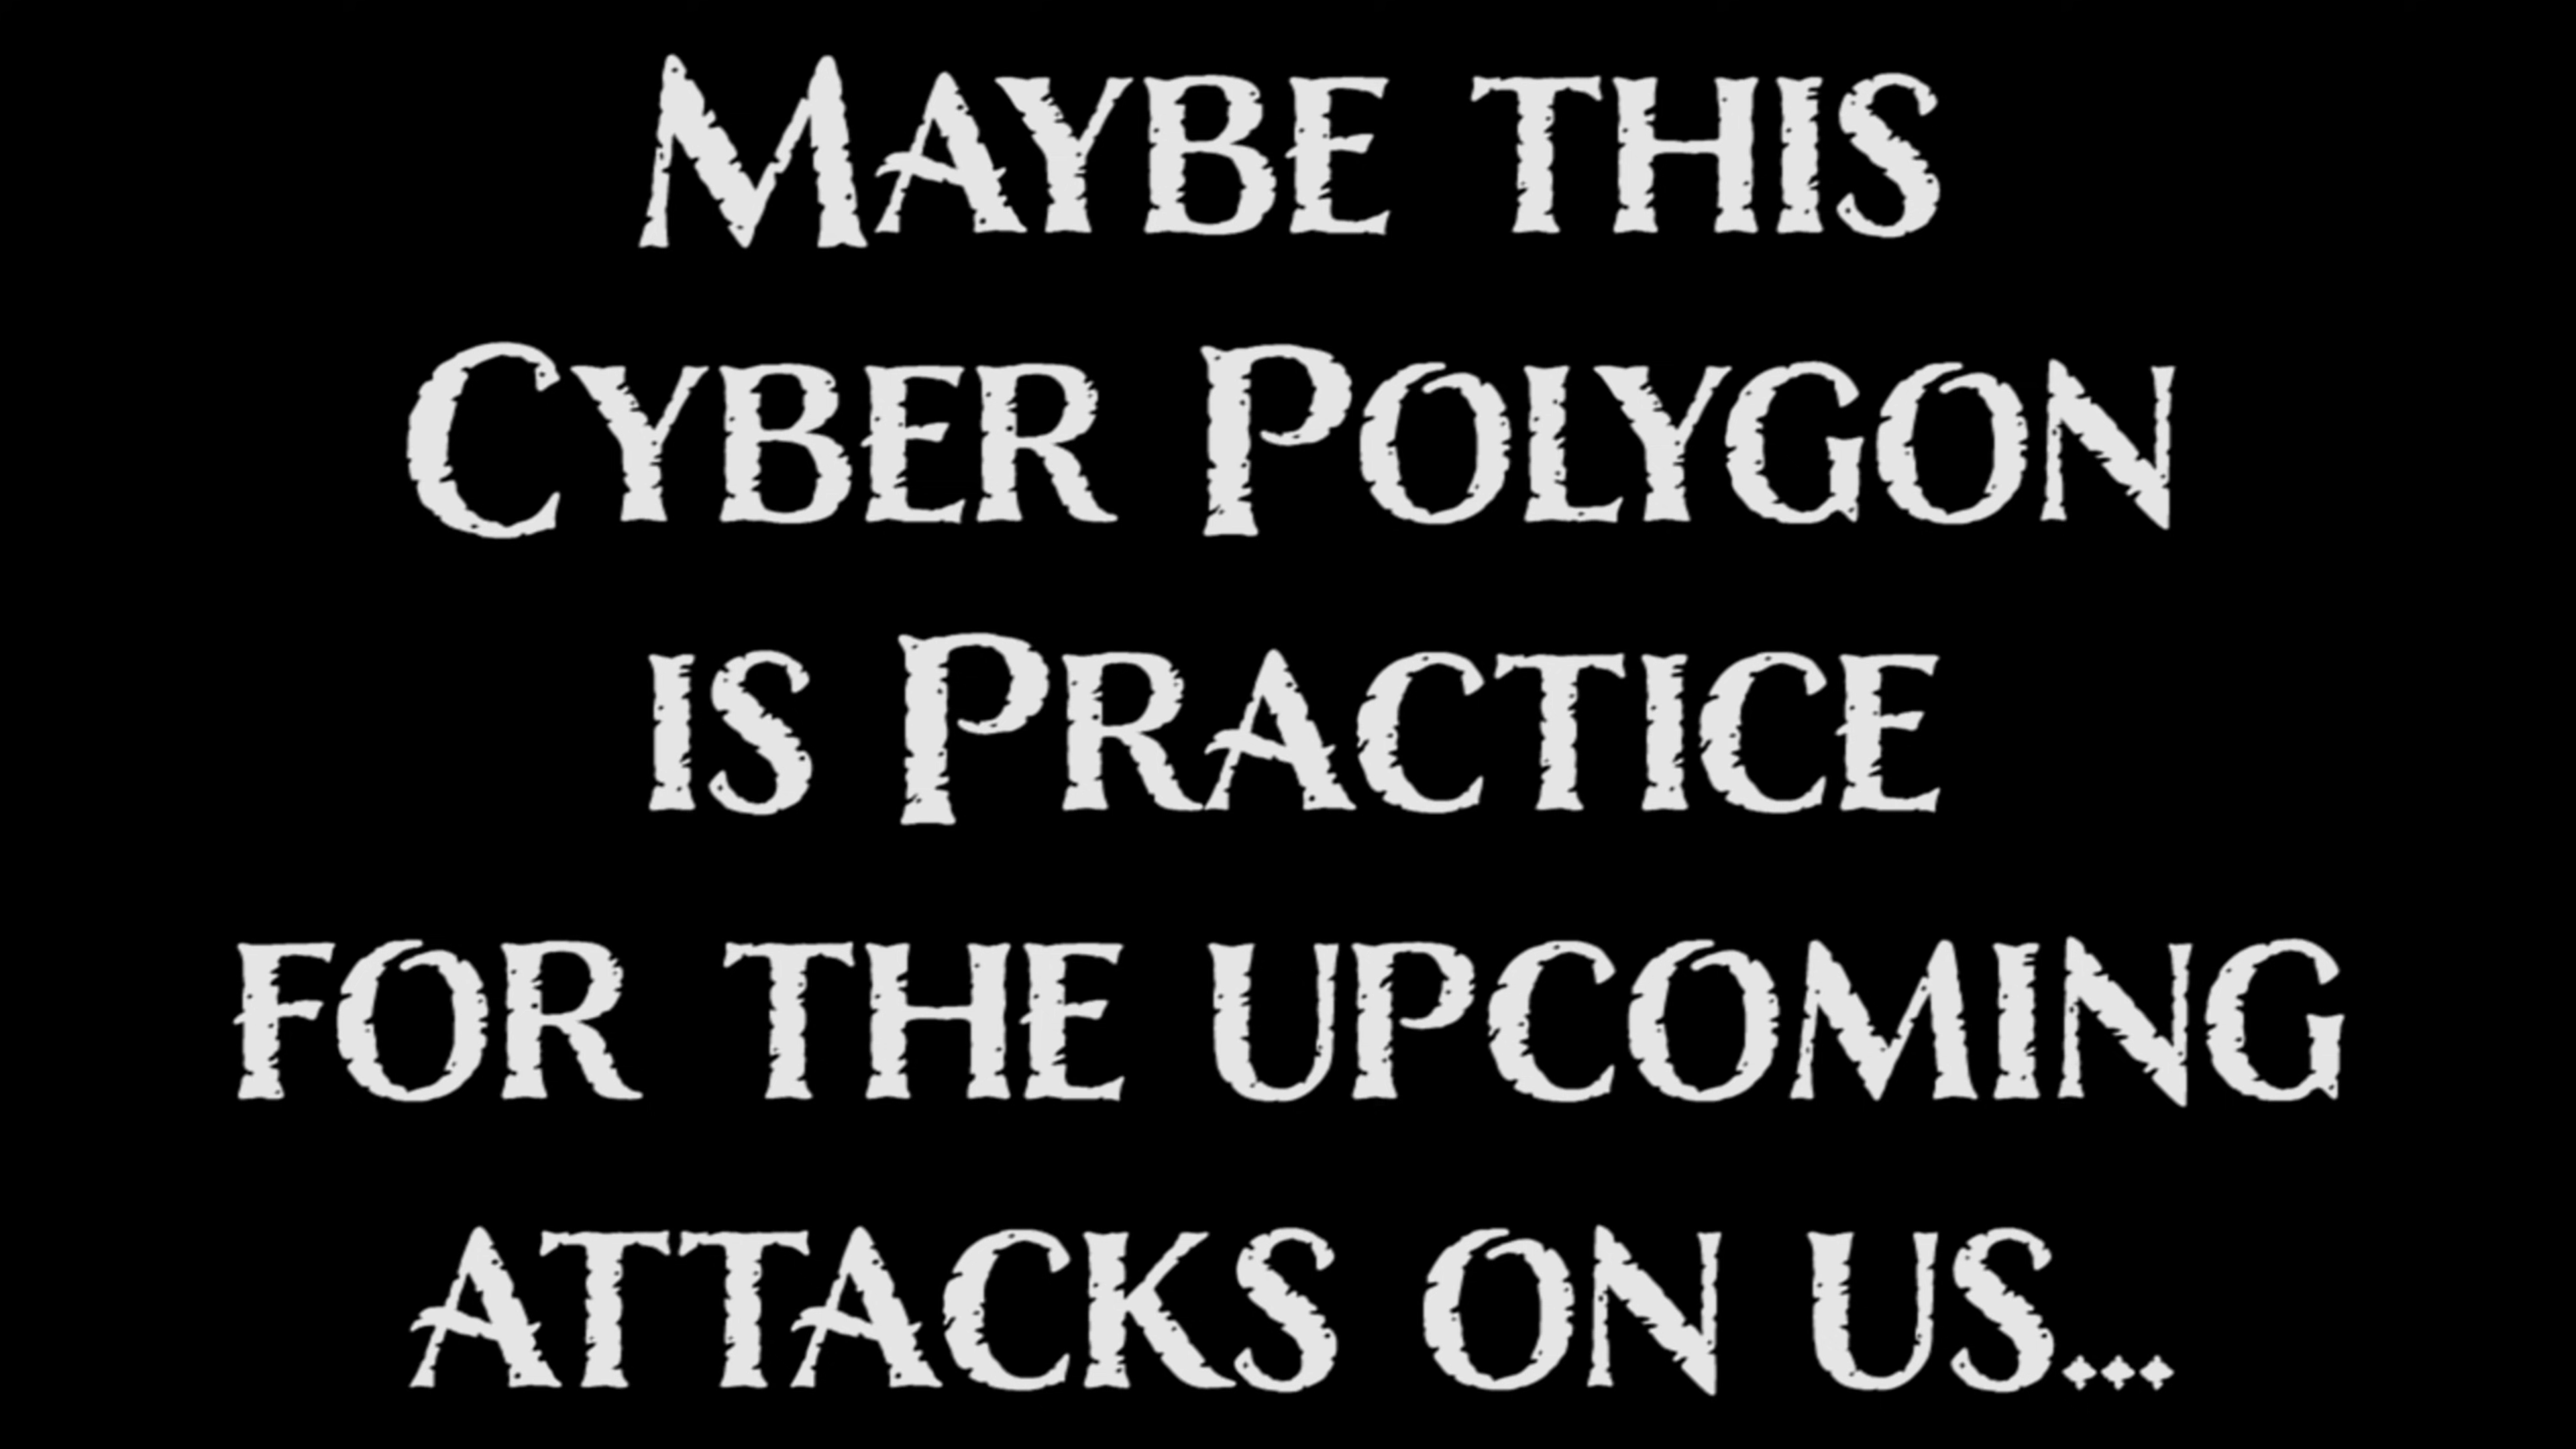 Maybe this
Cyber Polygon
is Practice
for the upcoming
attacks on us...